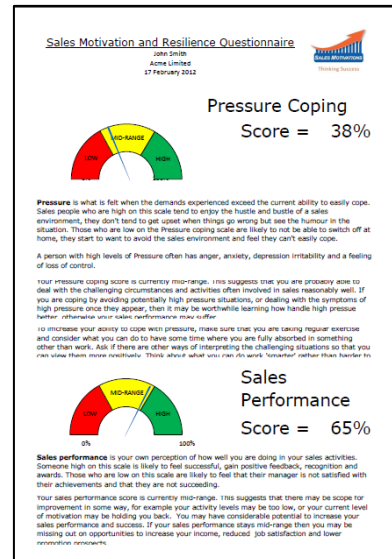 Sales Motivation and Resilience Questionnaire
John Smith
Acme Limited
17 February 2012
SALES MOTIVATIONS
Thinking Success
Pressure Coping
Score = 38%
LOW
MID-RANGE
HIGH
Pressure is what is felt when the demands experienced exceed the current ability to easily cope.
Sales people who are high on this scale tend to enjoy the hustle and bustle of a sales
environment, they don't tend to get upset when things go wrong but see the humour in the
situation. Those who are low on the Pressure coping scale are likely to not be able to switch off at
home, they start to want to avoid the sales environment and feel they can't easily cope.
A person with high levels of Pressure often has anger, anxiety, depression irritability and a feeling
of loss of control.
Your Pressure coping score is currently mid-range. This suggests that you are probably able to
deal with the challenging circumstances and activities often involved in sales reasonably well. If
you are coping by avoiding potentially high pressure situations, or dealing with the symptoms of
high pressure once they appear, then it may be worthwhile learning how handle high pressue
better, otherwise your sales performance may suffer
To increase your ability to cope with pressure, make sure that you are taking regular exercise
and consider what you can do to have some time where you are fully absorbed in something
other than work. Ask if there are other ways of interpreting the challenging situations so that you
can view them more positively. Think about what you can do work 'smarter' rather than harder to
LOW
MID-RANGE
HIGH
0%
100%
Sales
Performance
Score = 65%
Sales performance is your own perception of how well you are doing in your sales activities.
Someone high on this scale is likely to feel successful, gain positive feedback, recognition and
awards. Those who are low on this scale are likely to feel that their manager is not satisfied with
their achievements and that they are not succeeding.
Your sales performance score is currently mid-range. This suggests that there may be scope for
improvement in some way, for example your activity levels may be too low, or your current level
of motivation may be holding you back. You may have considerable potential to increase your
sales performance and success. If your sales performance stays mid-range then you may be
missing out on opportunities to increase your income, reduced job satisfaction and lower
promotion prospects.